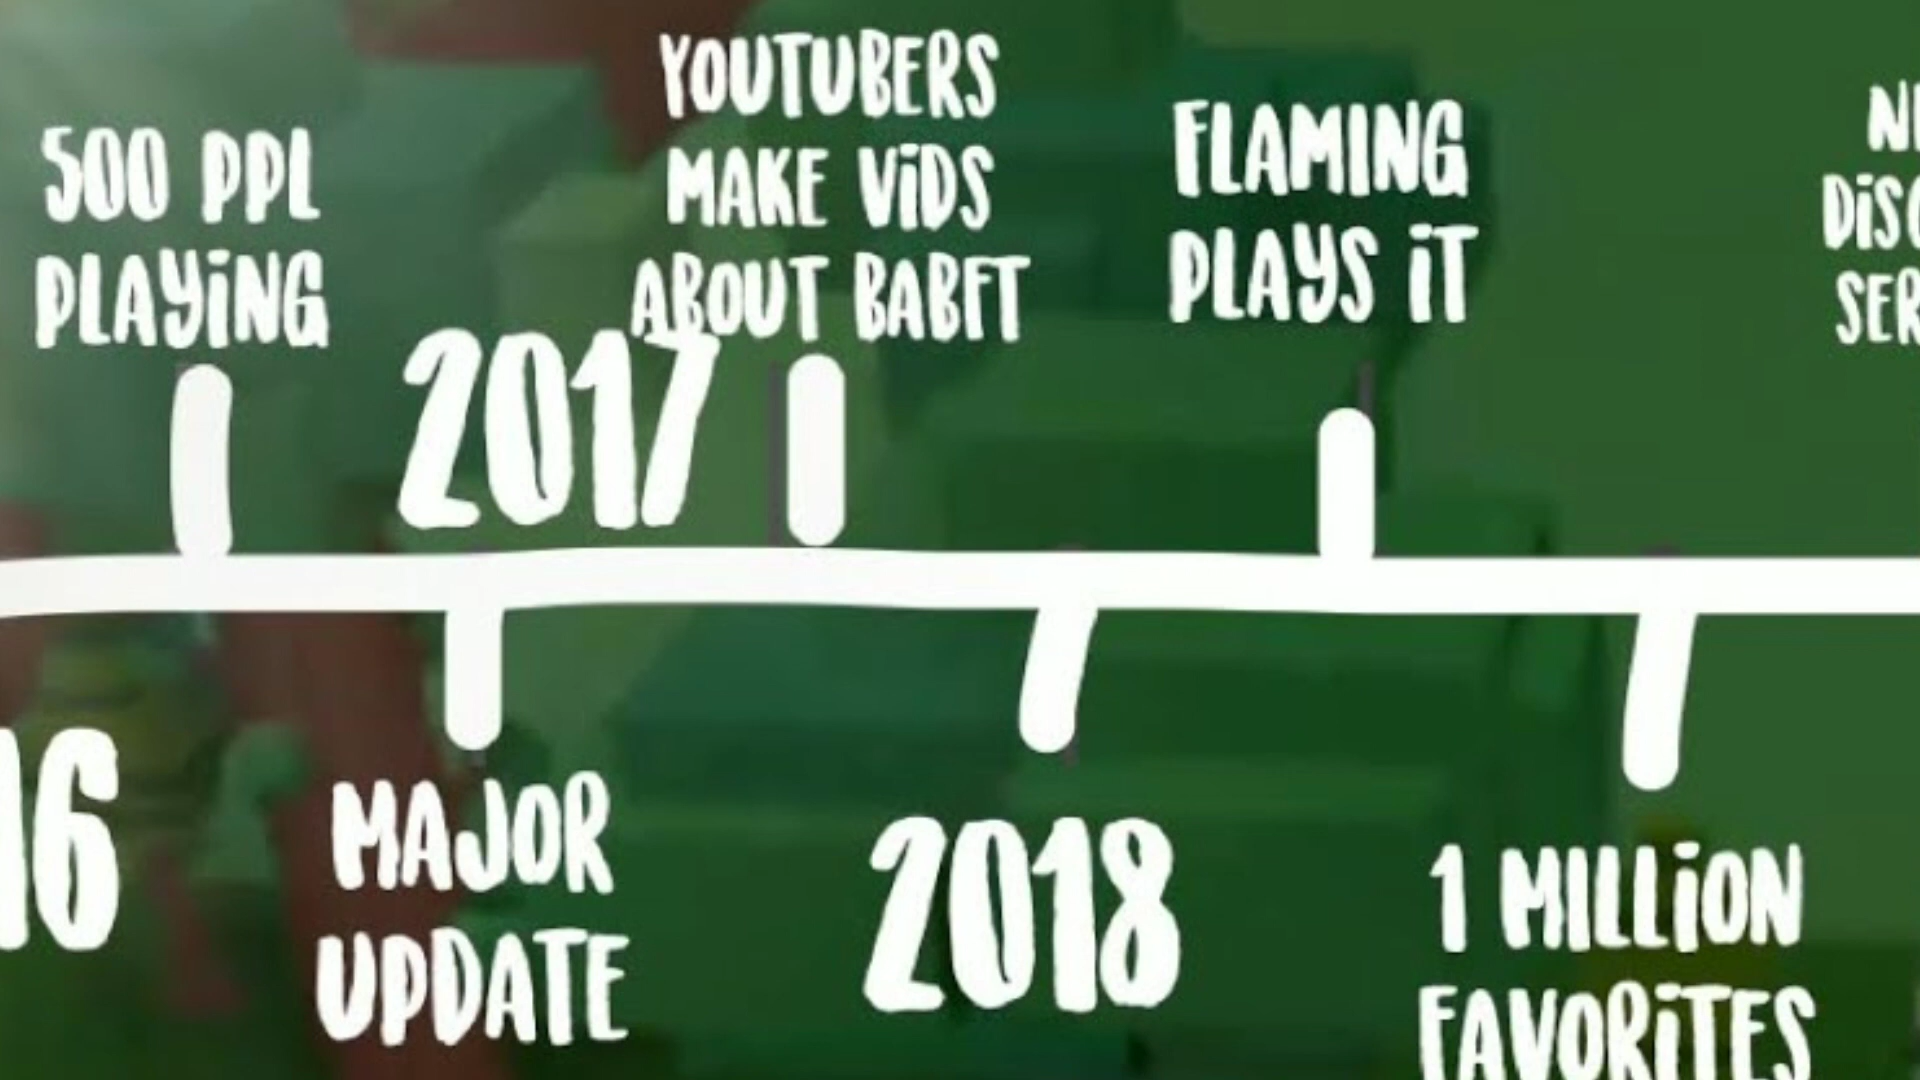 500 PPL
PLAYiNG
2017
YOUTUBERS
MAKE ViDS
ABOUT BABFT
FLAMING
PLAYS iT
16
MAJOR
UPDATE
2018
1 MILLiON
FAVORiTES